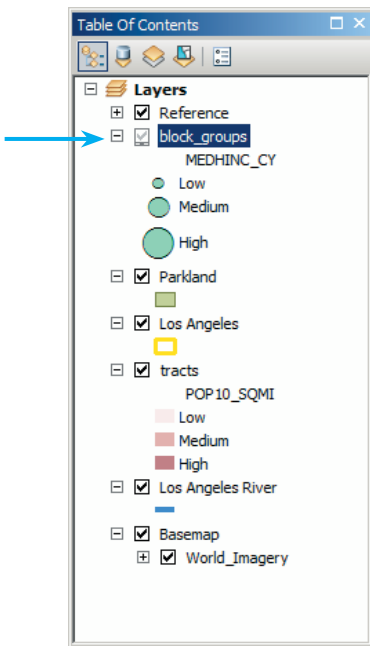 Table Of Contents
Layers
Reference
block_groups
MEDHINC_CY
Low
Medium
High
Parkland
Los Angeles
tracts
POP10_SQMI
Low
Medium
High
Los Angeles River
Basemap
World_Imagery